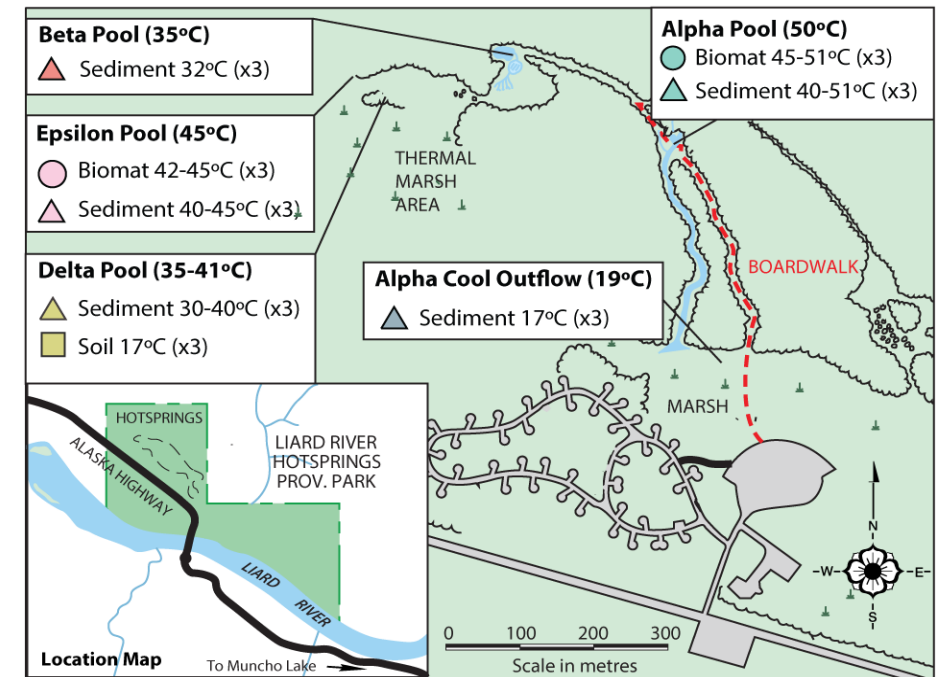 Beta Pool (35ºC)
Sediment 32ºC (x3)
Alpha Pool (50ºC)
Biomat 45-51ºC (x3)
Sediment 40-51ºC (x3)
Epsilon Pool (45ºC)
Biomat 42-45ºC (x3)
Sediment 40-45ºC (x3)
THERMAL
MARSH
AREA
Delta Pool (35-41ºC)
Sediment 30-40ºC (x3)
Soil 17ºC (x3)
Alpha Cool Outflow (19ºC)
Sediment 17ºC (x3)
BOARDWALK
MARSH
HOTSPRINGS
ALASKA HIGHWAY
LIARD RIVER
HOTSPRINGS
PROV. PARK
LIARD
RIVER
Location Map
To Muncho Lake
0 100 200 300
Scale in metres
N
W E
S